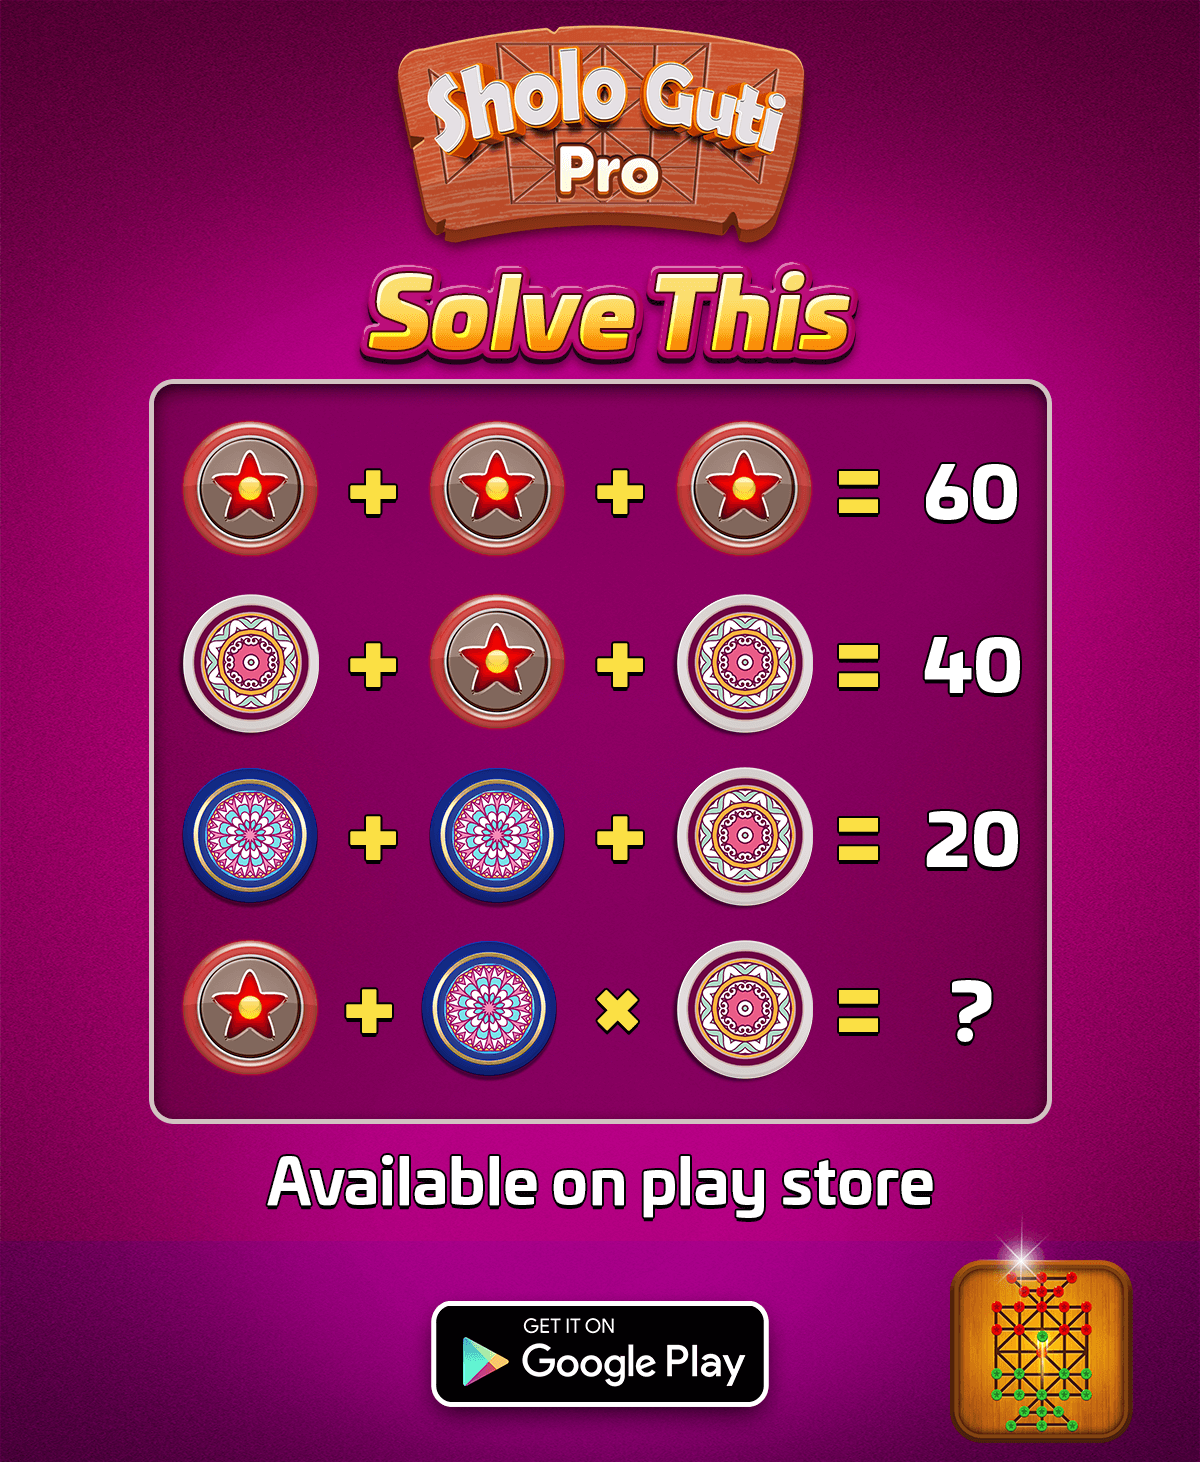 Sholo Guti
Pro
Solve This
+ + = 60
+ + = 40
+ + = 20
+ × = ?
Available on play store
GET IT ON
Google Play